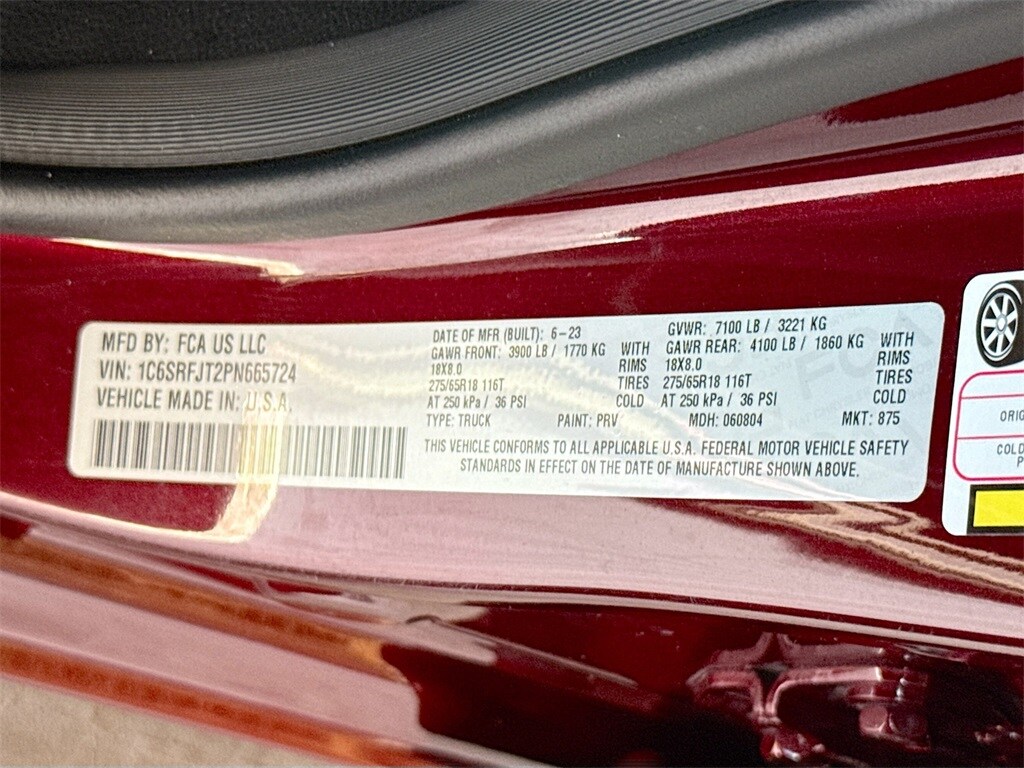 MFD BY: FCA US LLC
VIN: 1C6SRFJT2PN665724
VEHICLE MADE IN: U.S.A.
DATE OF MFR (BUILT): 6-23
GAWR FRONT: 3900 LB / 1770 KG WITH
18X8.0 RIMS
275/65R18 116T TIRES
AT 250 kPa / 36 PSI COLD
GVWR: 7100 LB / 3221 KG
GAWR REAR: 4100 LB / 1860 KG WITH
18X8.0 RIMS
275/65R18 116T TIRES
AT 250 kPa / 36 PSI COLD
TYPE: TRUCK PAINT: PRV MDH: 060804 MKT: 875
THIS VEHICLE CONFORMS TO ALL APPLICABLE U.S.A. FEDERAL MOTOR VEHICLE SAFETY
STANDARDS IN EFFECT ON THE DATE OF MANUFACTURE SHOWN ABOVE.
ORIG
COLD
P